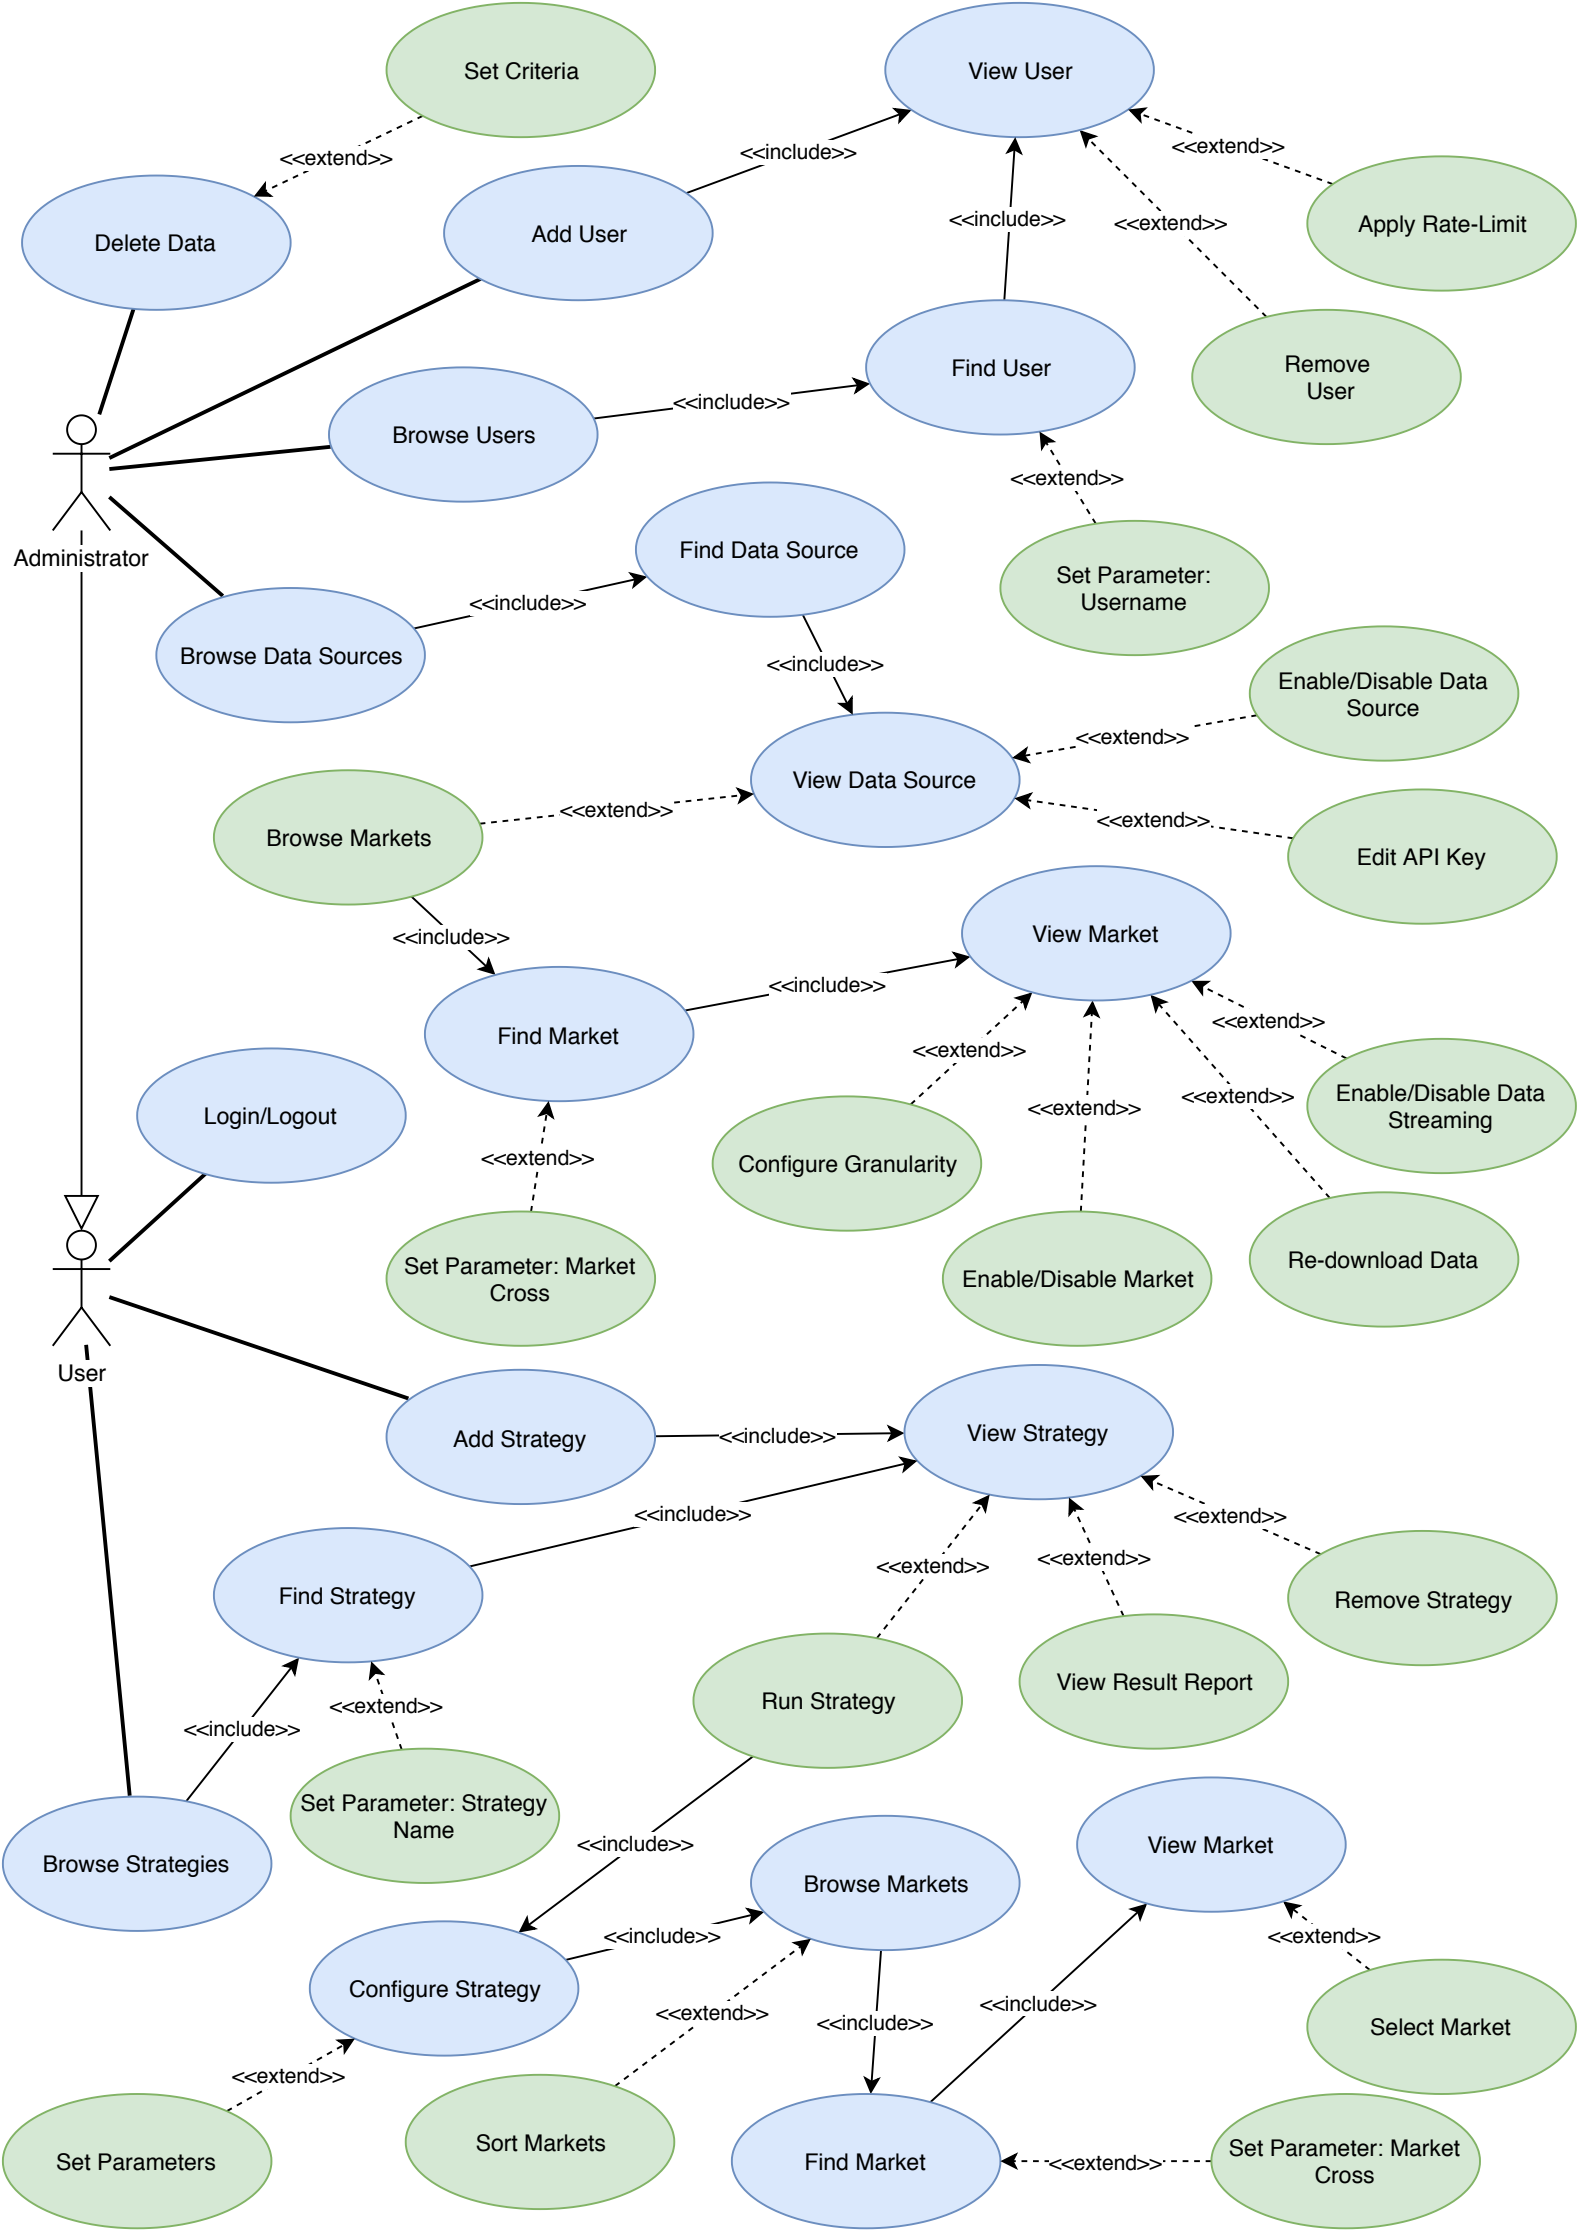 Set Criteria
View User
<<extend>>
<<include>>
<<extend>>
Delete Data
Add User
<<include>>
<<extend>>
Apply Rate-Limit
Browse Users
<<include>>
Find User
Remove
User
<<extend>>
Administrator
Find Data Source
Set Parameter:
Username
<<include>>
Browse Data Sources
<<include>>
Enable/Disable Data
Source
<<extend>>
View Data Source
Browse Markets
<<extend>>
<<extend>>
Edit API Key
<<include>>
View Market
<<include>>
Find Market
<<extend>>
<<extend>>
<<extend>>
<<extend>>
Enable/Disable Data
Streaming
Login/Logout
<<extend>>
Configure Granularity
Set Parameter: Market
Cross
Enable/Disable Market
Re-download Data
User
Add Strategy
<<include>>
View Strategy
<<include>>
<<extend>>
<<extend>>
<<extend>>
Find Strategy
Remove Strategy
<<include>>
<<extend>>
Run Strategy
View Result Report
Set Parameter: Strategy
Name
<<include>>
View Market
Browse Strategies
Browse Markets
<<include>>
<<extend>>
Configure Strategy
<<extend>>
<<include>>
<<include>>
Select Market
<<extend>>
Set Parameters
Sort Markets
Find Market
<<extend>>
Set Parameter: Market
Cross